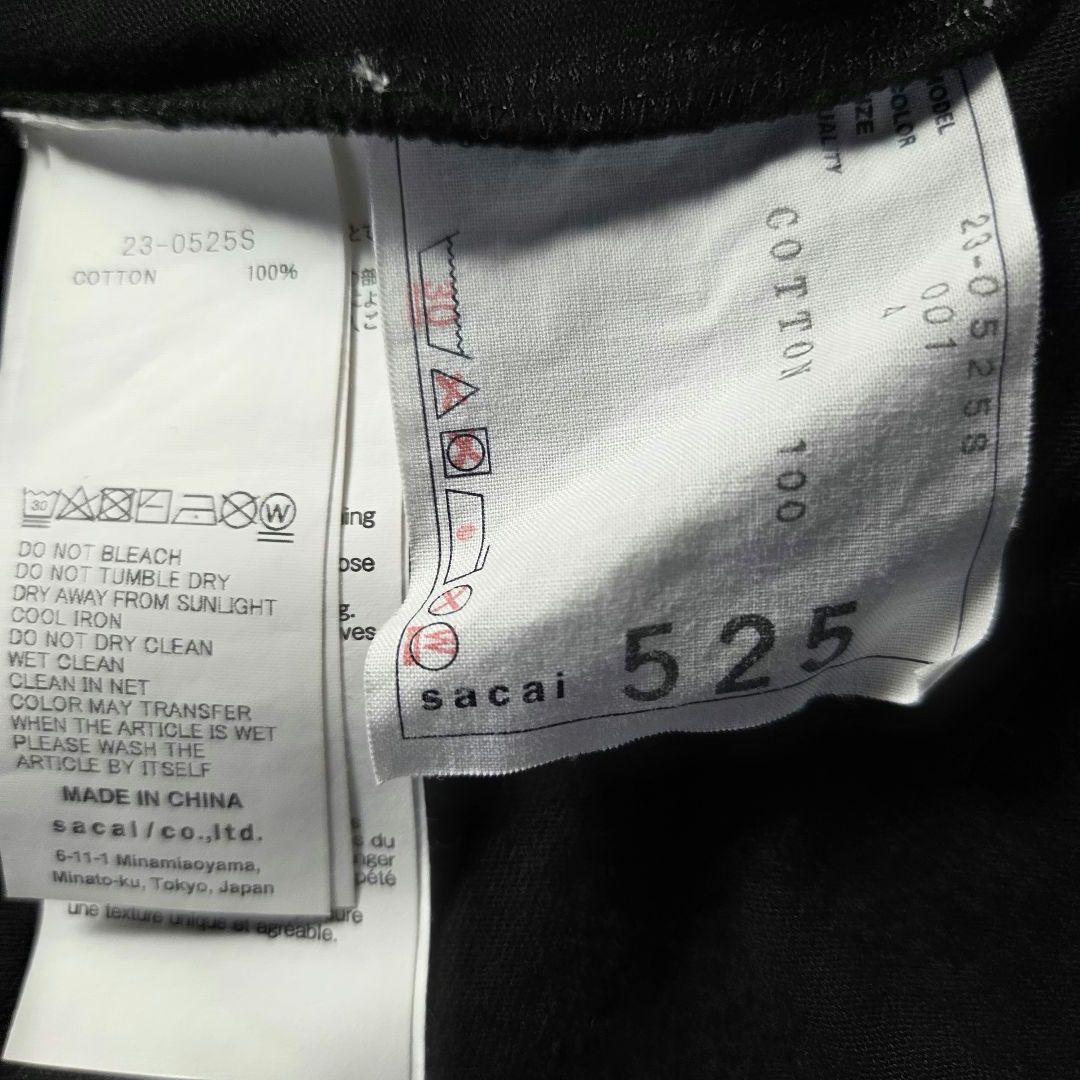 23-0525S
COTTON 100%
30
W
DO NOT BLEACH
DO NOT TUMBLE DRY
DRY AWAY FROM SUNLIGHT
COOL IRON
DO NOT DRY CLEAN
WET CLEAN
CLEAN IN NET
COLOR MAY TRANSFER
WHEN THE ARTICLE IS WET
PLEASE WASH THE
ARTICLE BY ITSELF
MADE IN CHINA
sacai/co.,ltd.
6-11-1 Minamiaoyama,
Minato-ku, Tokyo, Japan
ing
ose
g.
ves
du
nger
pété
une texture unique et agréable.
MODEL 23-0525S
COLOR 001
SIZE A
QUALITY
COTTON 100
30
W
sacai 525